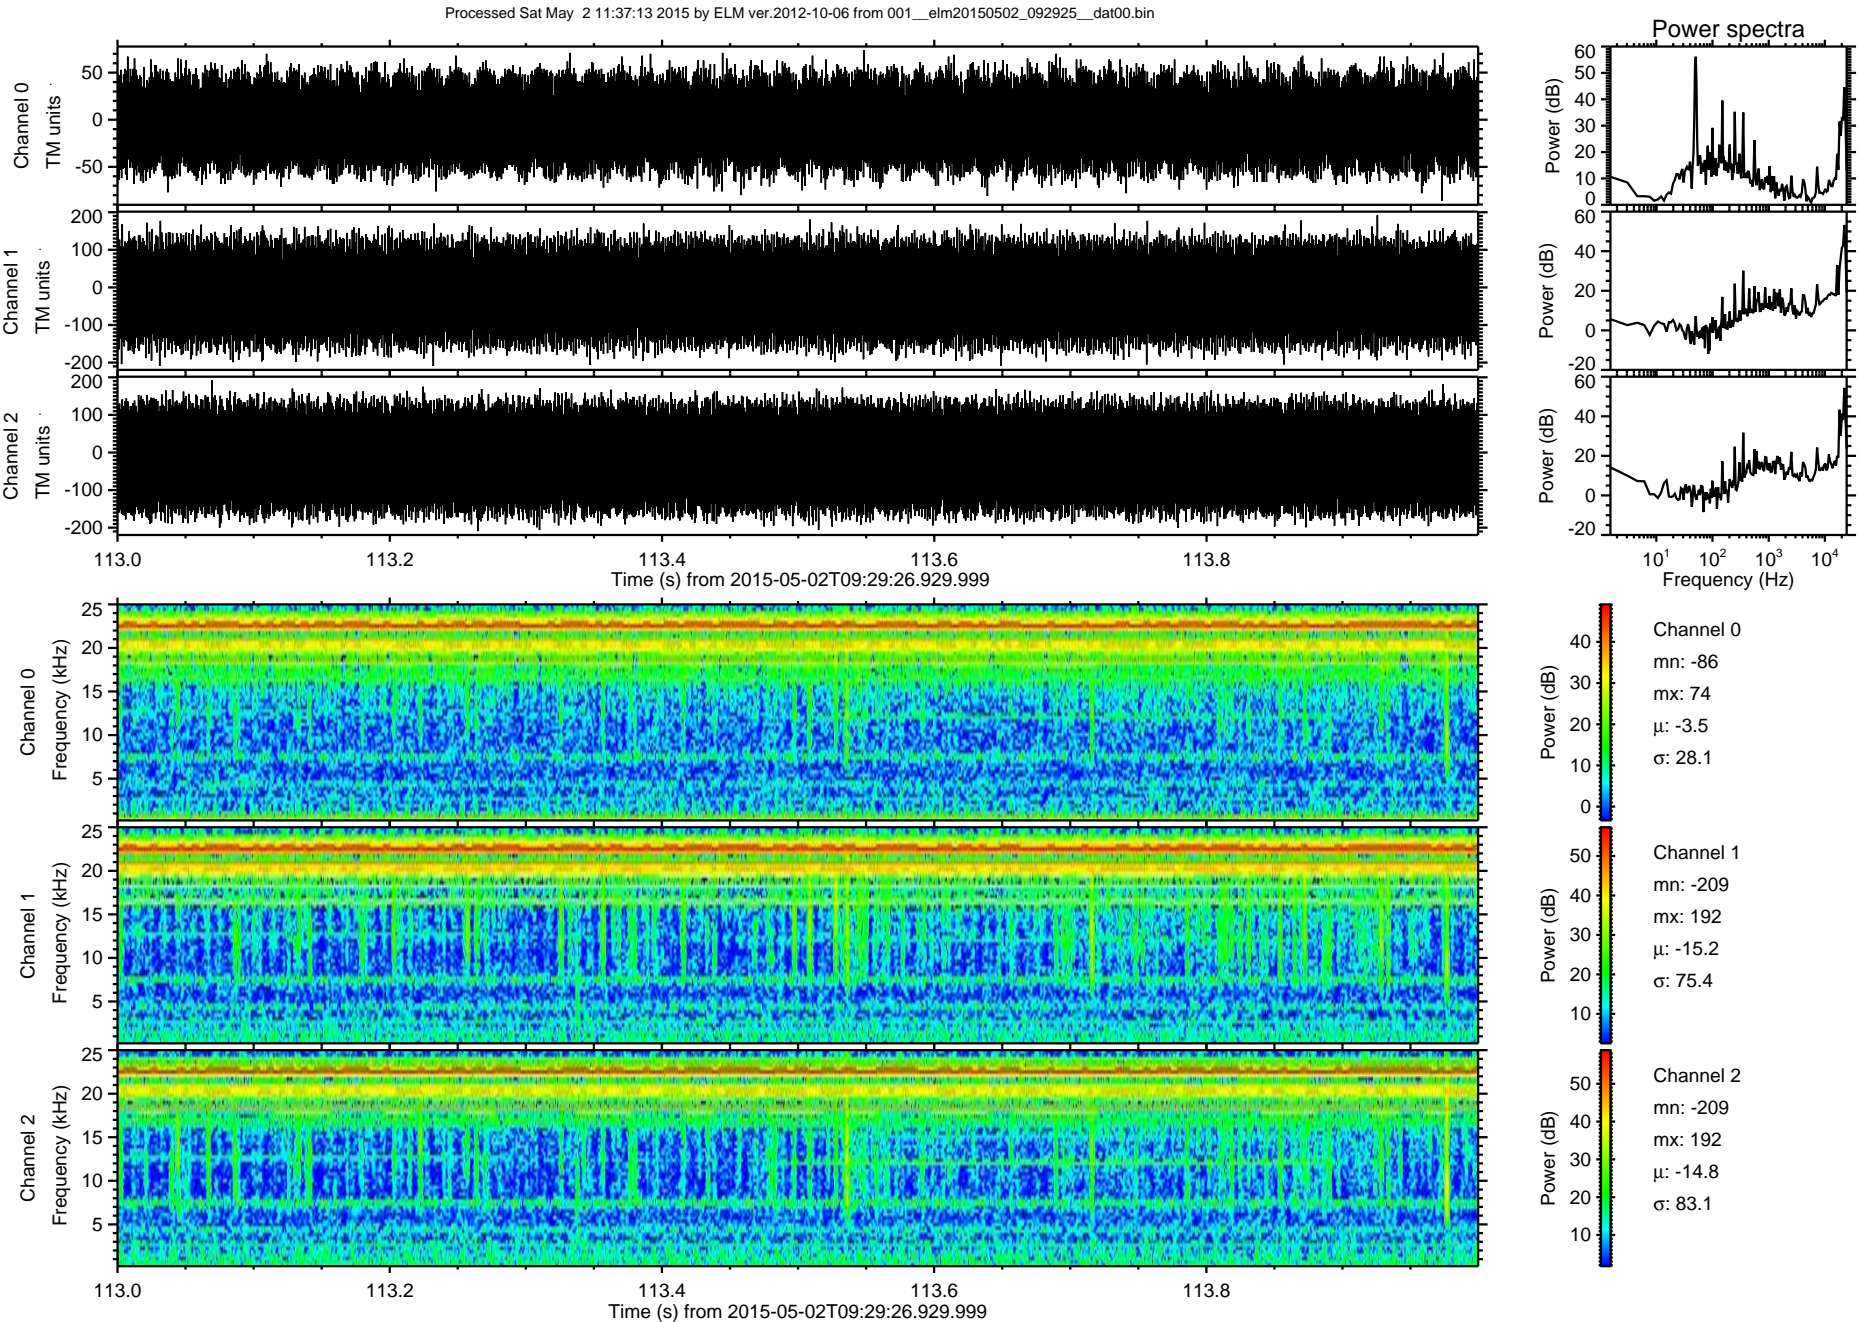 Processed Sat May  2 11:37:13 2015 by ELM ver.2012-10-06 from 001__elm20150502_092925__dat00.bin
Power spectra
Channel 0
TM units
50
0
-50
Power (dB)
60
50
40
30
20
10
0
Channel 1
TM units
200
100
0
-100
-200
Power (dB)
60
40
20
0
-20
Channel 2
TM units
200
100
0
-100
-200
Power (dB)
60
40
20
0
-20
113.0 113.2 113.4 113.6 113.8
Time (s) from 2015-05-02T09:29:26.929.999
10¹ 10² 10³ 10⁴
Frequency (Hz)
Channel 0
Frequency (kHz)
25
20
15
10
5
Power (dB)
40
30
20
10
0
Channel 0
mn: -86
mx: 74
μ: -3.5
σ: 28.1
Channel 1
Frequency (kHz)
25
20
15
10
5
Power (dB)
50
40
30
20
10
Channel 1
mn: -209
mx: 192
μ: -15.2
σ: 75.4
Channel 2
Frequency (kHz)
25
20
15
10
5
Power (dB)
50
40
30
20
10
Channel 2
mn: -209
mx: 192
μ: -14.8
σ: 83.1
113.0 113.2 113.4 113.6 113.8
Time (s) from 2015-05-02T09:29:26.929.999